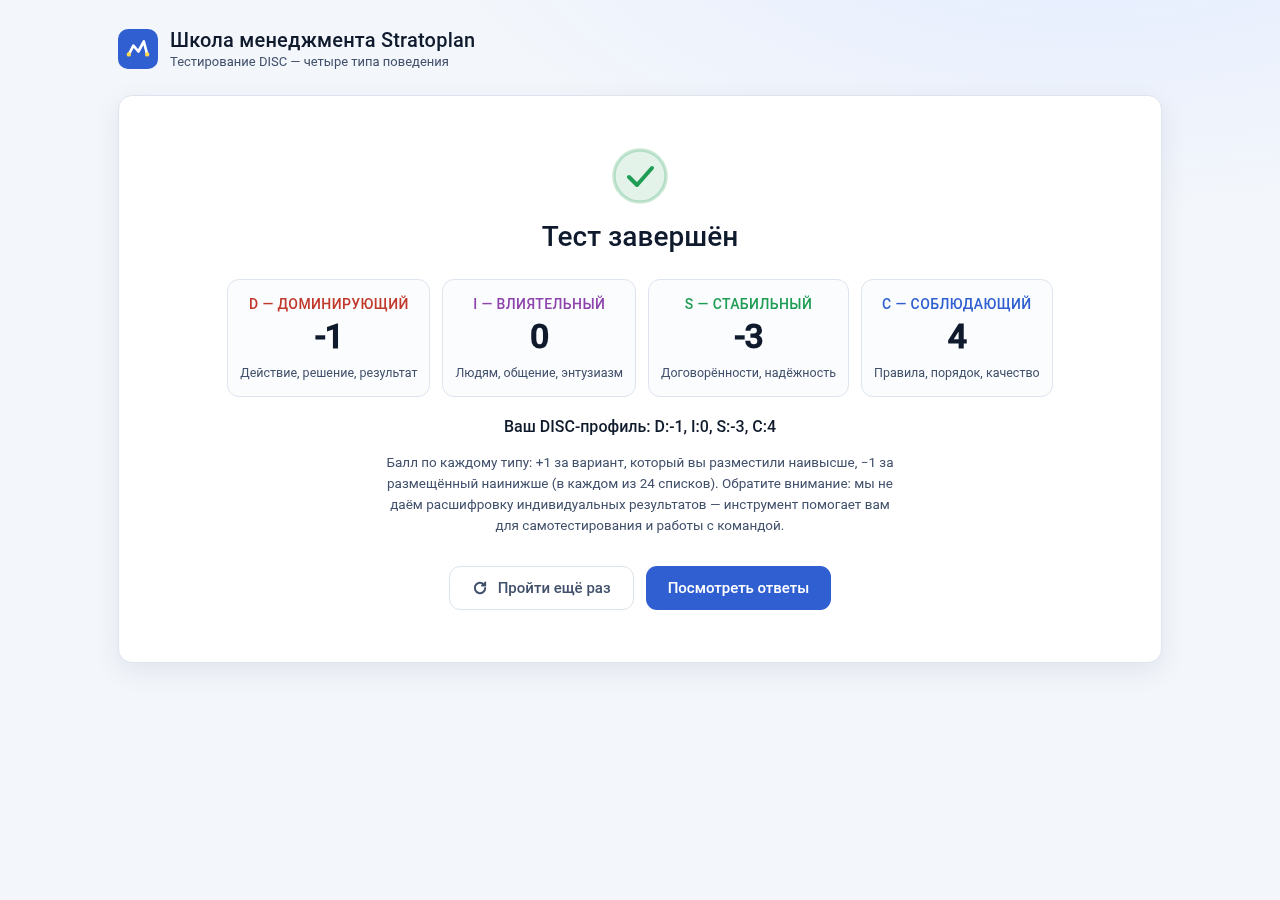 Школа менеджмента Stratoplan
Тестирование DISC — четыре типа поведения
Тест завершён
D — ДОМИНИРУЮЩИЙ
-1
Действие, решение, результат
I — ВЛИЯТЕЛЬНЫЙ
0
Людям, общение, энтузиазм
S — СТАБИЛЬНЫЙ
-3
Договорённости, надёжность
C — СОБЛЮДАЮЩИЙ
4
Правила, порядок, качество
Ваш DISC-профиль: D:-1, I:0, S:-3, C:4
Балл по каждому типу: +1 за вариант, который вы разместили наивысше, −1 за
размещённый наинижше (в каждом из 24 списков). Обратите внимание: мы не
даём расшифровку индивидуальных результатов — инструмент помогает вам
для самотестирования и работы с командой.
Пройти ещё раз
Посмотреть ответы